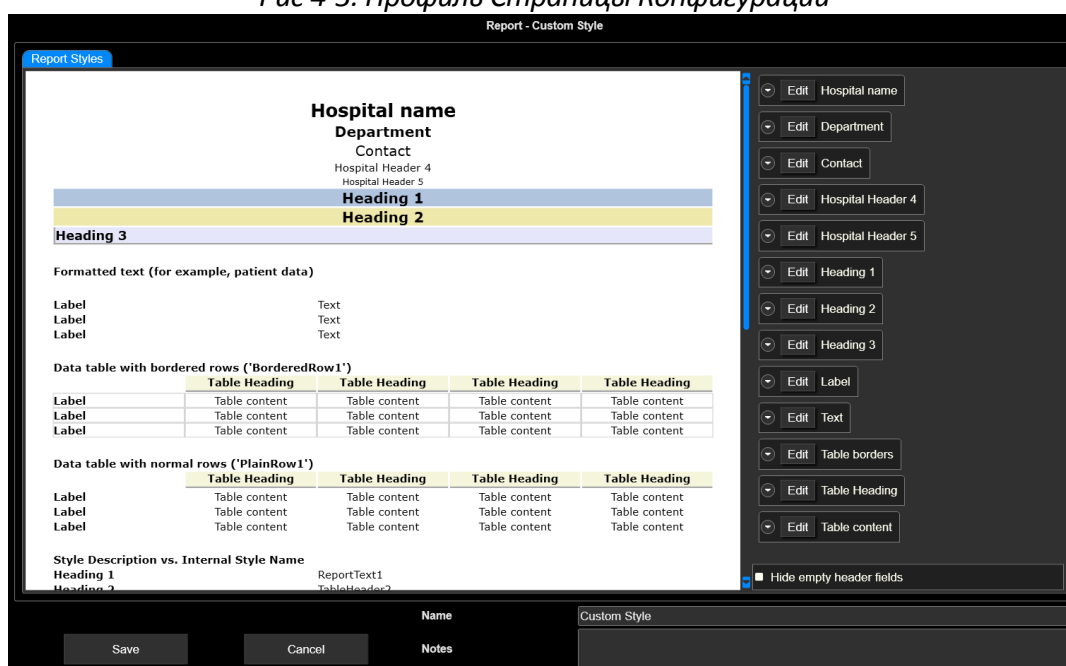 Рис 4-3. Профиль Страницы Конфигурации
Report - Custom Style
Report Styles
Hospital name
Department
Contact
Hospital Header 4
Hospital Header 5
Heading 1
Heading 2
Heading 3
Formatted text (for example, patient data)
Label Text
Label Text
Label Text
Data table with bordered rows ('BorderedRow1')
Table Heading Table Heading Table Heading Table Heading
Label Table content Table content Table content Table content
Label Table content Table content Table content Table content
Label Table content Table content Table content Table content
Data table with normal rows ('PlainRow1')
Table Heading Table Heading Table Heading Table Heading
Label Table content Table content Table content Table content
Label Table content Table content Table content Table content
Label Table content Table content Table content Table content
Style Description vs. Internal Style Name
Heading 1 ReportText1
Heading 2 TableHeader2
Edit Hospital name
Edit Department
Edit Contact
Edit Hospital Header 4
Edit Hospital Header 5
Edit Heading 1
Edit Heading 2
Edit Heading 3
Edit Label
Edit Text
Edit Table borders
Edit Table Heading
Edit Table content
Hide empty header fields
Name Custom Style
Save Cancel Notes